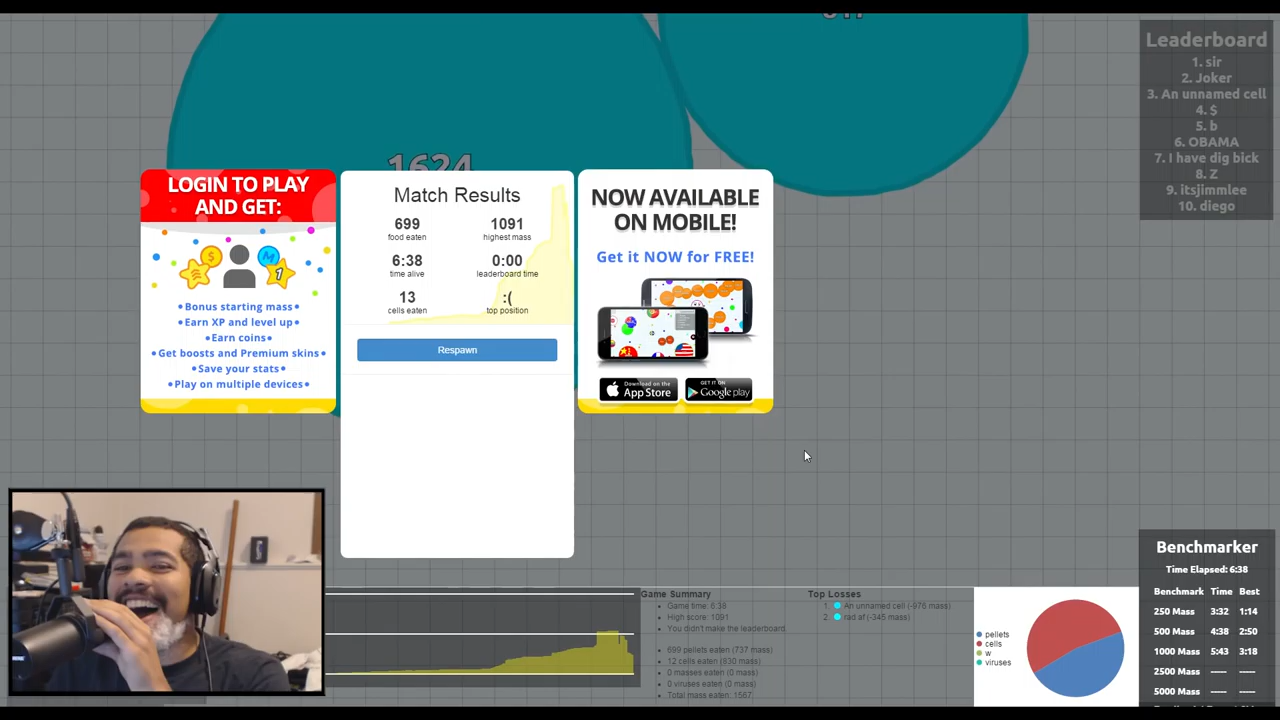 Leaderboard
1. sir
2. Joker
3. An unnamed cell
4. $
5. b
6. OBAMA
7. I have dig bick
8. Z
9. itsjimmlee
10. diego
1624
LOGIN TO PLAY
AND GET:
•Bonus starting mass•
•Earn XP and level up•
•Earn coins•
•Get boosts and Premium skins•
•Save your stats•
•Play on multiple devices•
Match Results
699 1091
food eaten highest mass
6:38 0:00
time alive leaderboard time
13 :(
cells eaten top position
Respawn
NOW AVAILABLE
ON MOBILE!
Get it NOW for FREE!
Download on the
App Store
GET IT ON
Google play
Game Summary
• Game time: 6:38
• High score: 1091
• You didn't make the leaderboard
• 699 pellets eaten (737 mass)
• 12 cells eaten (830 mass)
• 0 masses eaten (0 mass)
• 0 viruses eaten (0 mass)
• Total mass eaten: 1567
Top Losses
1. An unnamed cell (-976 mass)
2. rad af (-345 mass)
pellets
cells
w
viruses
Benchmarker
Time Elapsed: 6:38
Benchmark Time Best
250 Mass 3:32 1:14
500 Mass 4:38 2:50
1000 Mass 5:43 3:18
2500 Mass ----- -----
5000 Mass ----- -----